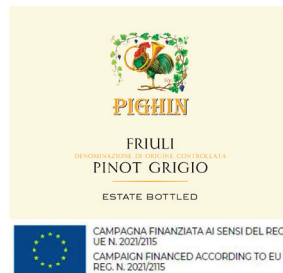 PIGHIN
FRIULI
DENOMINAZIONE DI ORIGINE CONTROLLATA
PINOT GRIGIO
ESTATE BOTTLED
CAMPAGNA FINANZIATA AI SENSI DEL REG
UE N. 2021/2115
CAMPAIGN FINANCED ACCORDING TO EU
REG. N. 2021/2115